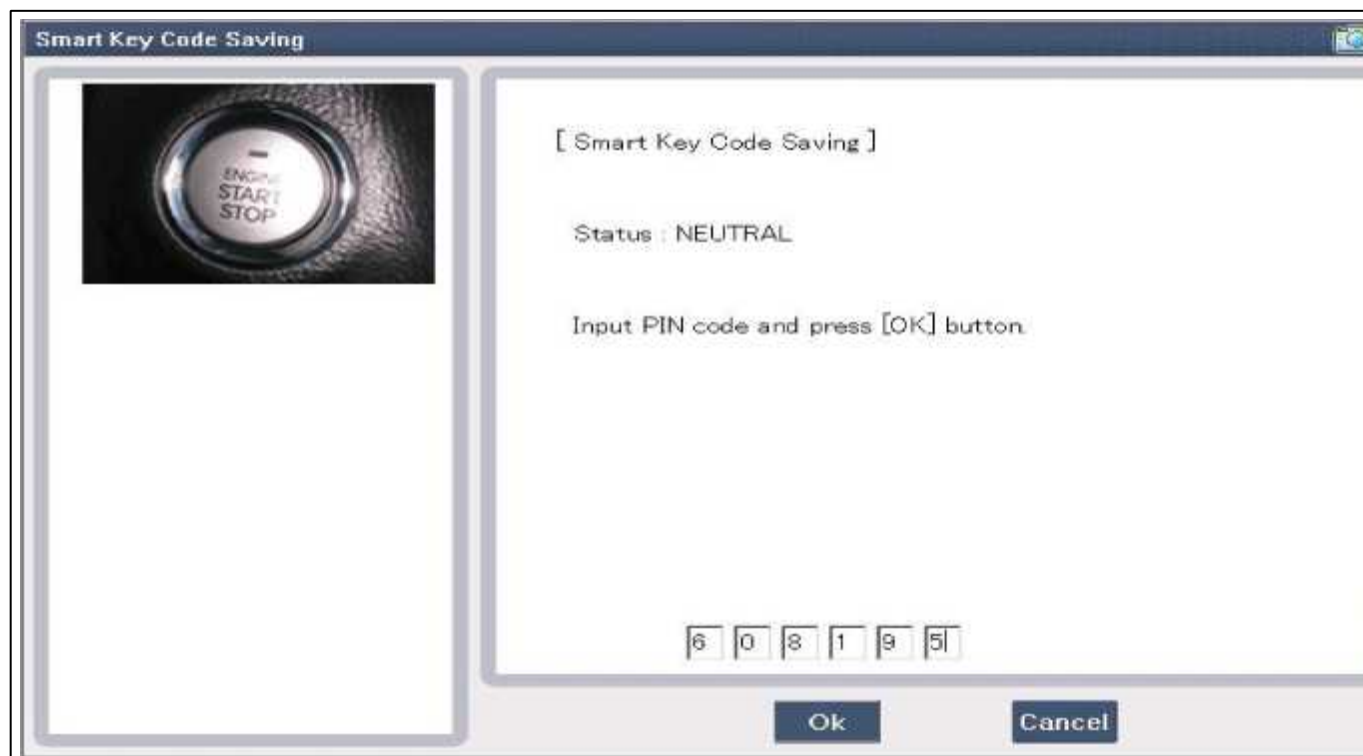 Smart Key Code Saving
ENGINE
START
STOP
[ Smart Key Code Saving ]
Status : NEUTRAL
Input PIN code and press [OK] button.
6 0 8 1 9 5
Ok Cancel